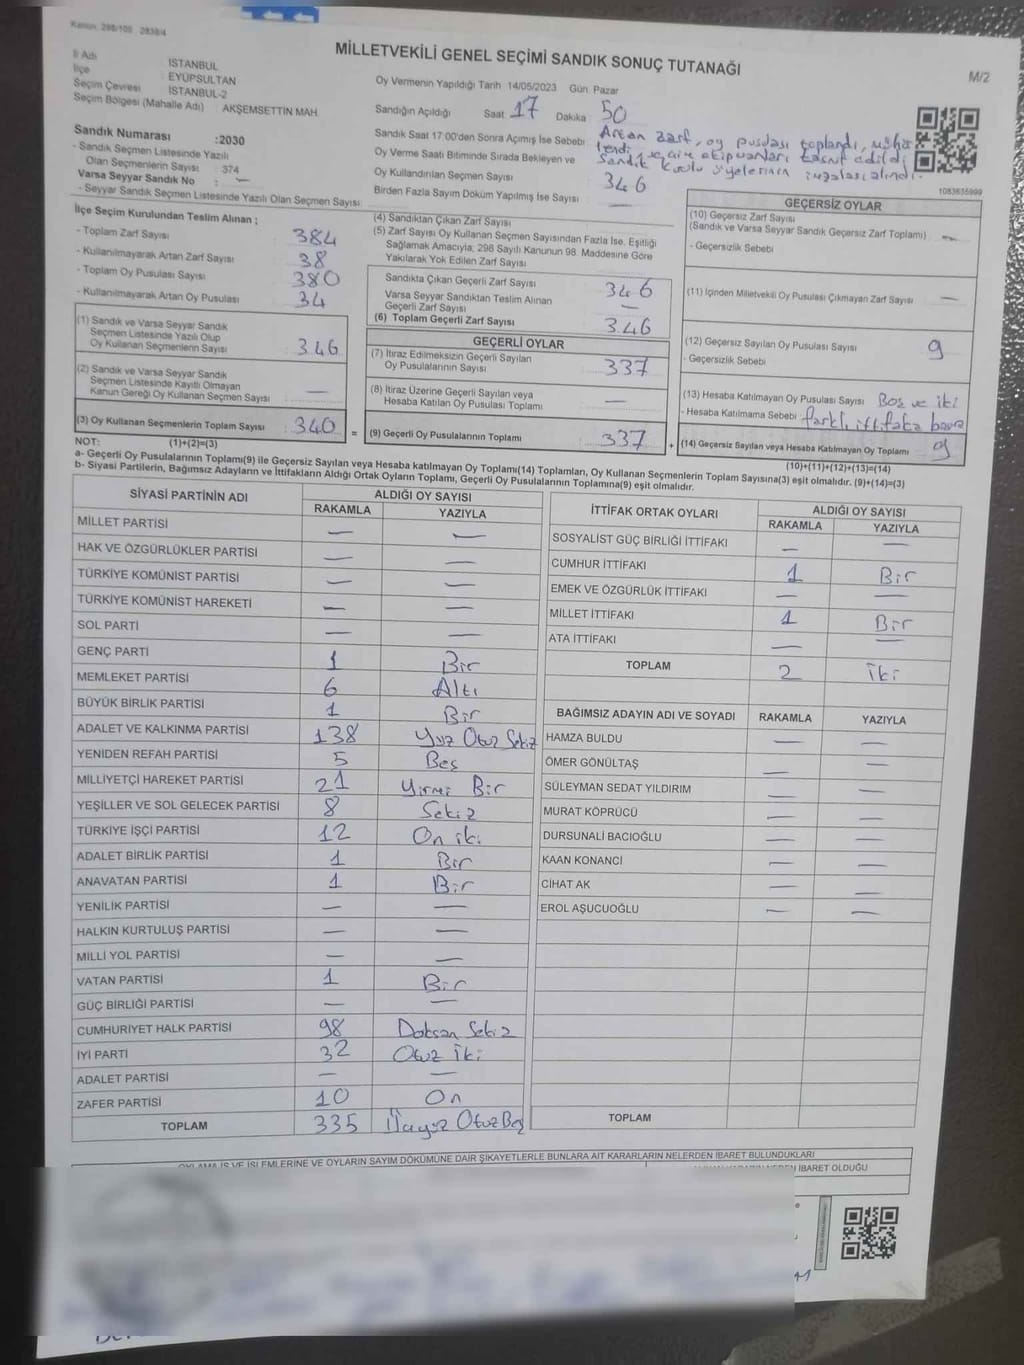 Kanun: 298/105 2839/4
MİLLETVEKİLİ GENEL SEÇİMİ SANDIK SONUÇ TUTANAĞI
M/2
İl Adı İSTANBUL
İlçe EYÜPSULTAN
Seçim Çevresi İSTANBUL-2
Seçim Bölgesi (Mahalle Adı) : AKŞEMSETTİN MAH.
Oy Vermenin Yapıldığı Tarih 14/05/2023 Gün: Pazar
Sandığın Açıldığı Saat 17 Dakika 50
Sandık Numarası :2030
- Sandık Seçmen Listesinde Yazılı
Olan Seçmenlerin Sayısı: 374
Varsa Seyyar Sandık No : —
- Seyyar Sandık Seçmen Listesinde Yazılı Olan Seçmen Sayısı:
Sandık Saat 17:00'den Sonra Açımış İse Sebebi Artan zarf, oy pusulası toplandı, mühür
Oy Verme Saati Bitiminde Sırada Bekleyen ve
Sandık kurulu üyelerinin imzaları alındı.
Oy Kullandırılan Seçmen Sayısı 346
Birden Fazla Sayım Döküm Yapılmış İse Sayısı —
1083635999
İlçe Seçim Kurulundan Teslim Alınan ;
- Toplam Zarf Sayısı 384
- Kullanılmayarak Artan Zarf Sayısı 38
- Toplam Oy Pusulası Sayısı 380
- Kullanılmayarak Artan Oy Pusulası 34
(1) Sandık ve Varsa Seyyar Sandık
Seçmen Listesinde Yazılı Olup
Oy Kullanan Seçmenlerin Sayısı : 346
(2) Sandık ve Varsa Seyyar Sandık
Seçmen Listesinde Kayıtlı Olmayan
Kanun Gereği Oy Kullanan Seçmen Sayısı : —
(3) Oy Kullanan Seçmenlerin Toplam Sayısı : 340
NOT: (1)+(2)=(3)
(4) Sandıktan Çıkan Zarf Sayısı
(5) Zarf Sayısı Oy Kullanan Seçmen Sayısından Fazla İse, Eşitliği
Sağlamak Amacıyla; 298 Sayılı Kanunun 98. Maddesine Göre
Yakılarak Yok Edilen Zarf Sayısı
Sandıkta Çıkan Geçerli Zarf Sayısı 346
Varsa Seyyar Sandıktan Teslim Alınan
Geçerli Zarf Sayısı —
(6) Toplam Geçerli Zarf Sayısı 346
GEÇERLİ OYLAR
(7) İtiraz Edilmeksizin Geçerli Sayılan
Oy Pusulalarının Sayısı : 337
(8) İtiraz Üzerine Geçerli Sayılan veya
Hesaba Katılan Oy Pusulası Toplamı : —
= (9) Geçerli Oy Pusulalarının Toplamı : 337
GEÇERSİZ OYLAR
(10) Geçersiz Zarf Sayısı
(Sandık ve Varsa Seyyar Sandık Geçersiz Zarf Toplamı) : —
- Geçersizlik Sebebi
(11) İçinden Milletvekili Oy Pusulası Çıkmayan Zarf Sayısı : —
(12) Geçersiz Sayılan Oy Pusulası Sayısı : 9
- Geçersizlik Sebebi
(13) Hesaba Katılmayan Oy Pusulası Sayısı Boş ve iki
- Hesaba Katılmama Sebebi : farklı ittifaka
+ (14) Geçersiz Sayılan veya Hesaba Katılmayan Oy Toplamı 9
(10)+(11)+(12)+(13)=(14)
a- Geçerli Oy Pusulalarının Toplamı(9) ile Geçersiz Sayılan veya Hesaba katılmayan Oy Toplamı(14) Toplamları, Oy Kullanan Seçmenlerin Toplam Sayısına(3) eşit olmalıdır. (9)+(14)=(3)
b- Siyasi Partilerin, Bağımsız Adayların ve İttifakların Aldığı Ortak Oyların Toplamı, Geçerli Oy Pusulalarının Toplamına(9) eşit olmalıdır.
SİYASİ PARTİNİN ADI ALDIĞI OY SAYISI
RAKAMLA YAZIYLA
MİLLET PARTİSİ — —
HAK VE ÖZGÜRLÜKLER PARTİSİ — —
TÜRKİYE KOMÜNİST PARTİSİ — —
TÜRKİYE KOMÜNİST HAREKETİ — —
SOL PARTİ — —
GENÇ PARTİ 1 Bir
MEMLEKET PARTİSİ 6 Altı
BÜYÜK BİRLİK PARTİSİ 1 Bir
ADALET VE KALKINMA PARTİSİ 138 Yüz Otuz Sekiz
YENİDEN REFAH PARTİSİ 5 Beş
MİLLİYETÇİ HAREKET PARTİSİ 21 Yirmi Bir
YEŞİLLER VE SOL GELECEK PARTİSİ 8 Sekiz
TÜRKİYE İŞÇİ PARTİSİ 12 On iki
ADALET BİRLİK PARTİSİ 1 Bir
ANAVATAN PARTİSİ 1 Bir
YENİLİK PARTİSİ — —
HALKIN KURTULUŞ PARTİSİ — —
MİLLİ YOL PARTİSİ — —
VATAN PARTİSİ 1 Bir
GÜÇ BİRLİĞİ PARTİSİ — —
CUMHURİYET HALK PARTİSİ 98 Doksan Sekiz
İYİ PARTİ 32 Otuz İki
ADALET PARTİSİ — —
ZAFER PARTİSİ 10 On
TOPLAM 335 Üçyüz Otuz Beş
İTTİFAK ORTAK OYLARI ALDIĞI OY SAYISI
RAKAMLA YAZIYLA
SOSYALİST GÜÇ BİRLİĞİ İTTİFAKI — —
CUMHUR İTTİFAKI 1 Bir
EMEK VE ÖZGÜRLÜK İTTİFAKI — —
MİLLET İTTİFAKI 1 Bir
ATA İTTİFAKI — —
TOPLAM 2 İki
BAĞIMSIZ ADAYIN ADI VE SOYADI RAKAMLA YAZIYLA
HAMZA BULDU — —
ÖMER GÖNÜLTAŞ — —
SÜLEYMAN SEDAT YILDIRIM — —
MURAT KÖPRÜCÜ — —
DURSUNALİ BACIOĞLU — —
KAAN KONANCI — —
CİHAT AK — —
EROL AŞUCUOĞLU — —
TOPLAM
OYLAMA İŞ VE İŞLEMLERİNE VE OYLARIN SAYIM DÖKÜMÜNE DAİR ŞİKAYETLERLE BUNLARA AİT KARARLARIN NELERDEN İBARET BULUNDUKLARI
İBARET OLDUĞU